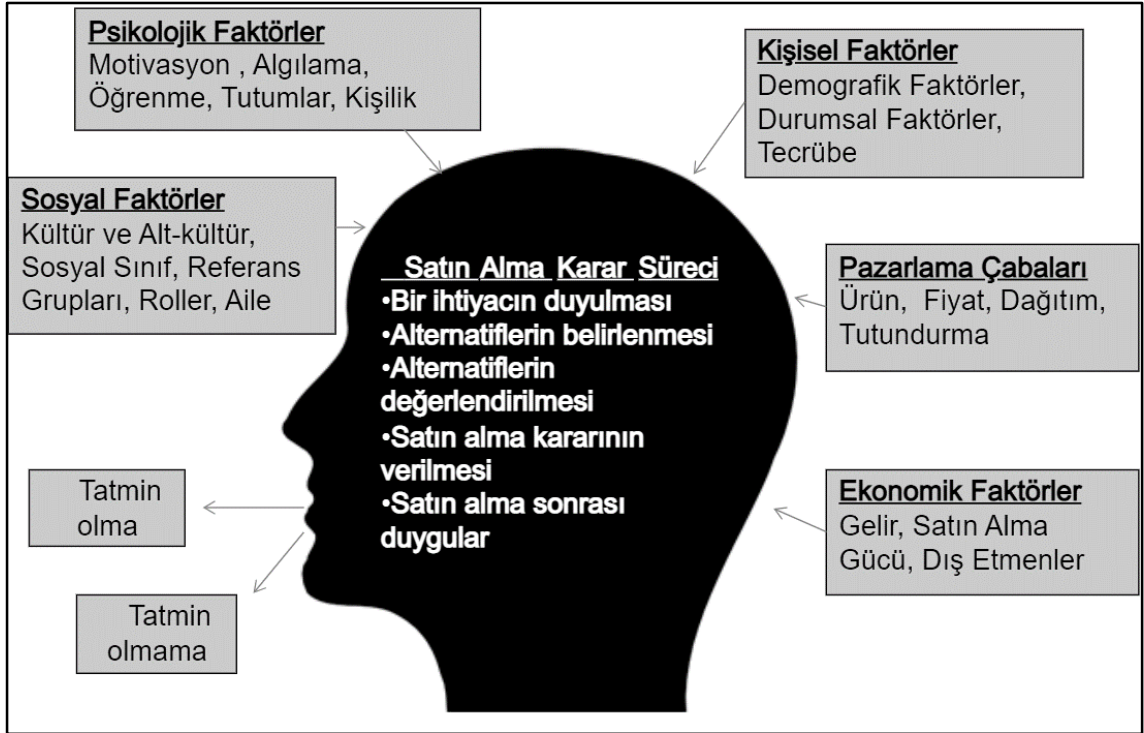 Psikolojik Faktörler
Motivasyon , Algılama,
Öğrenme, Tutumlar, Kişilik
Kişisel Faktörler
Demografik Faktörler,
Durumsal Faktörler,
Tecrübe
Sosyal Faktörler
Kültür ve Alt-kültür,
Sosyal Sınıf, Referans
Grupları, Roller, Aile
Satın Alma Karar Süreci
•Bir ihtiyacın duyulması
•Alternatiflerin belirlenmesi
•Alternatiflerin
değerlendirilmesi
•Satın alma kararının
verilmesi
•Satın alma sonrası
duygular
Pazarlama Çabaları
Ürün, Fiyat, Dağıtım,
Tutundurma
Ekonomik Faktörler
Gelir, Satın Alma
Gücü, Dış Etmenler
Tatmin
olma
Tatmin
olmama